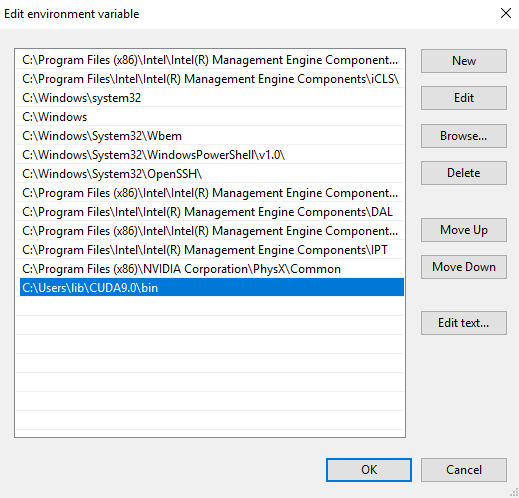 Edit environment variable
C:\Program Files (x86)\Intel\Intel(R) Management Engine Component...
C:\Program Files (x86)\Intel\Intel(R) Management Engine Components\iCLS\
C:\Windows\system32
C:\Windows
C:\Windows\System32\Wbem
C:\Windows\System32\WindowsPowerShell\v1.0\
C:\Windows\System32\OpenSSH\
C:\Program Files (x86)\Intel\Intel(R) Management Engine Component...
C:\Program Files (x86)\Intel\Intel(R) Management Engine Components\DAL
C:\Program Files (x86)\Intel\Intel(R) Management Engine Component...
C:\Program Files (x86)\Intel\Intel(R) Management Engine Components\IPT
C:\Program Files (x86)\NVIDIA Corporation\PhysX\Common
C:\Users\lib\CUDA9.0\bin
New
Edit
Browse...
Delete
Move Up
Move Down
Edit text...
OK
Cancel